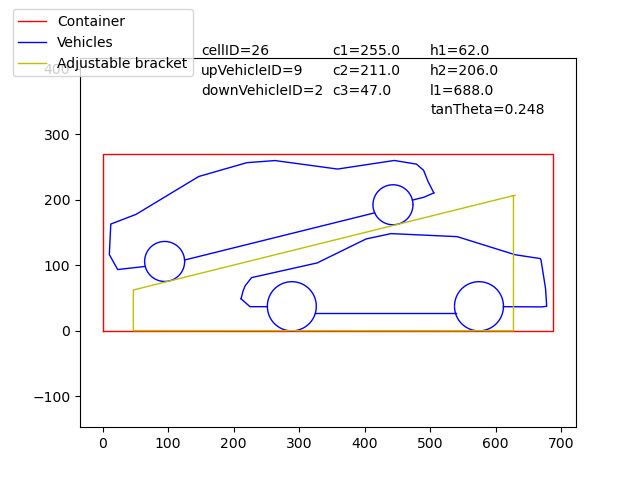 Container
Vehicles
Adjustable bracket
cellID=26 c1=255.0 h1=62.0
upVehicleID=9 c2=211.0 h2=206.0
downVehicleID=2 c3=47.0 l1=688.0
tanTheta=0.248
400
300
200
100
0
−100
0 100 200 300 400 500 600 700